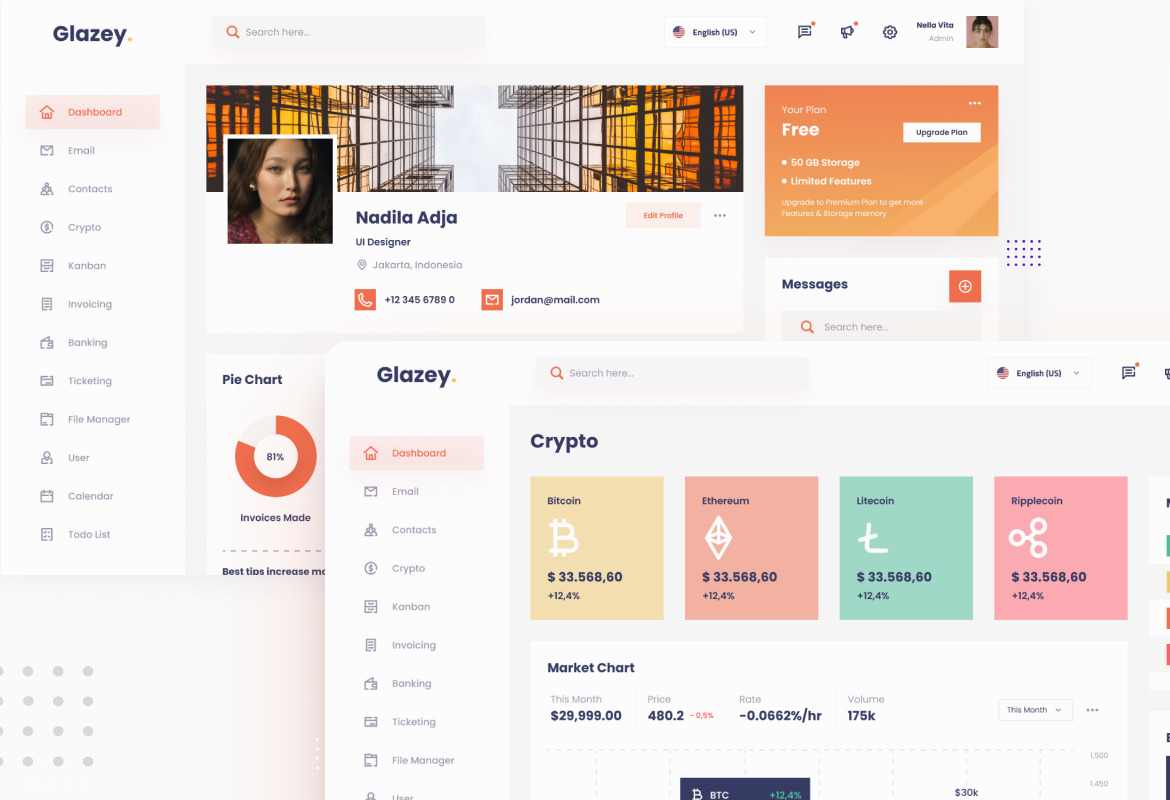 Glazey.
Search here...
English (US)
Nella Vita
Admin
Dashboard
Email
Contacts
Crypto
Kanban
Invoicing
Banking
Ticketing
File Manager
User
Calendar
Todo List
Nadila Adja
UI Designer
Jakarta, Indonesia
+12 345 6789 0
jordan@mail.com
Edit Profile
Your Plan
Free
Upgrade Plan
50 GB Storage
Limited Features
Upgrade to Premium Plan to get more
Features & Storage memory
Messages
Search here...
Pie Chart
81%
Invoices Made
Best tips increase
Glazey.
Search here...
English (US)
Dashboard
Email
Contacts
Crypto
Kanban
Invoicing
Banking
Ticketing
File Manager
User
Crypto
Bitcoin
$ 33.568,60
+12,4%
Ethereum
$ 33.568,60
+12,4%
Litecoin
$ 33.568,60
+12,4%
Ripplecoin
$ 33.568,60
+12,4%
Market Chart
This Month
$29,999.00
Price
480.2 - 0,5%
Rate
-0.0662%/hr
Volume
175k
This Month
1.500
1.450
BTC +12,4%
$30k